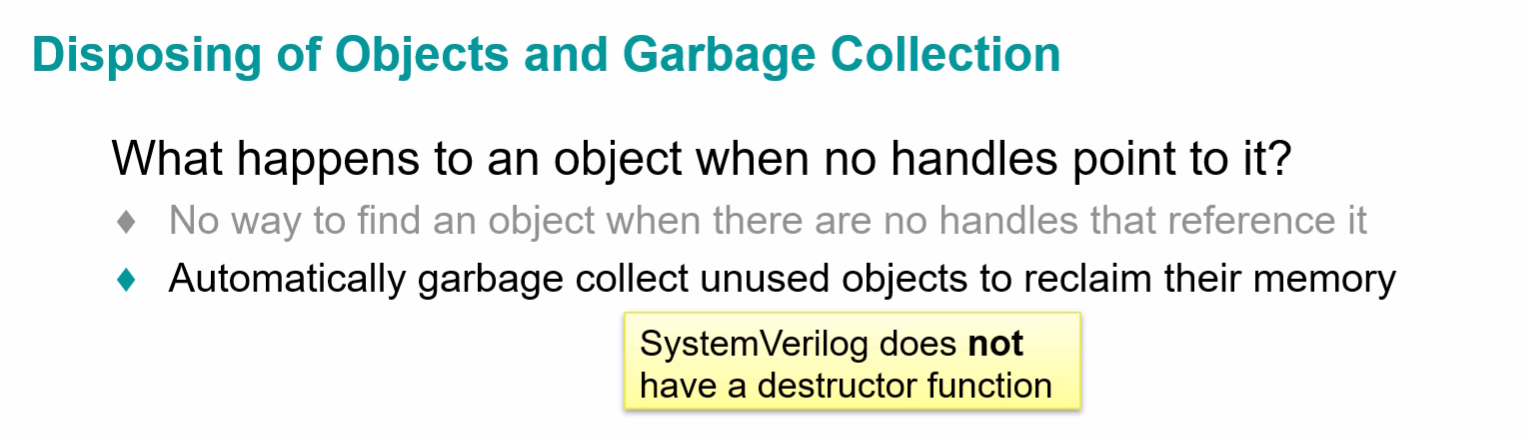 Disposing of Objects and Garbage Collection
What happens to an object when no handles point to it?
♦ No way to find an object when there are no handles that reference it
♦ Automatically garbage collect unused objects to reclaim their memory
SystemVerilog does not
have a destructor function